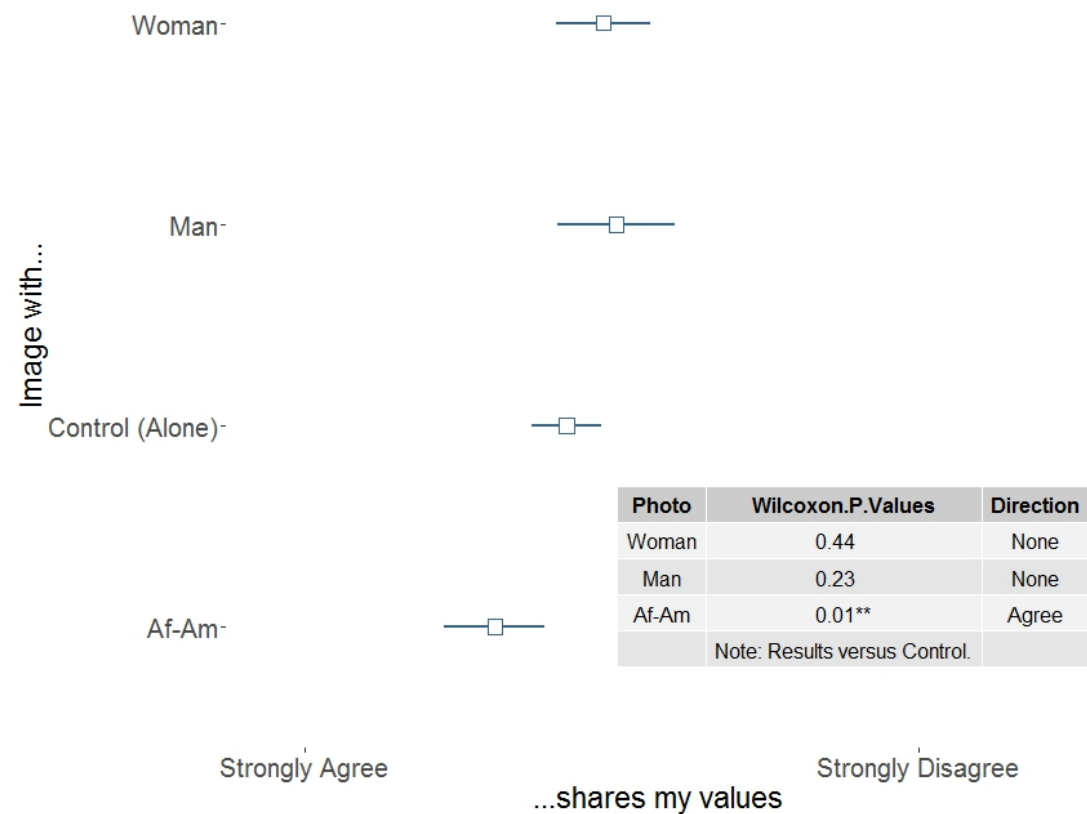 Woman
Man
Image with...
Control (Alone)
Photo Wilcoxon.P.Values Direction
Woman 0.44 None
Man 0.23 None
Af-Am 0.01** Agree
Note: Results versus Control.
Af-Am
Strongly Agree Strongly Disagree
...shares my values